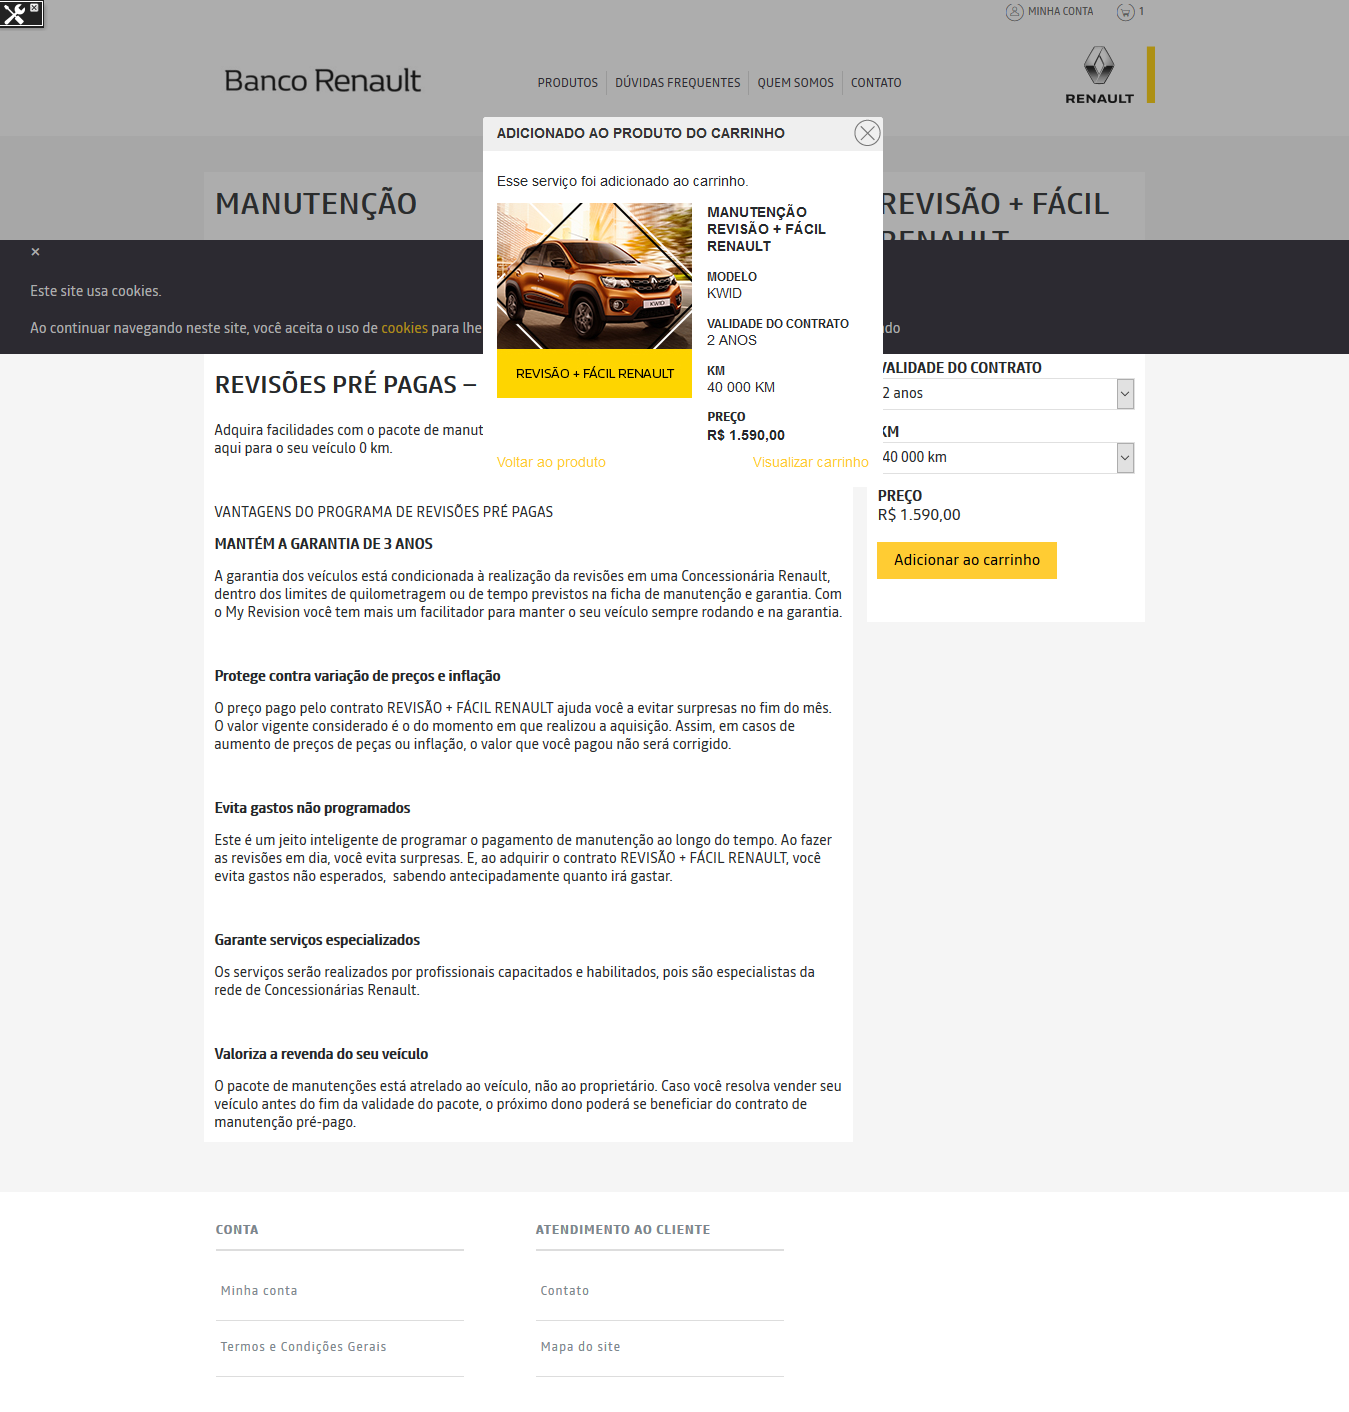 MINHA CONTA
1
Banco Renault
PRODUTOS
DÚVIDAS FREQUENTES
QUEM SOMOS
CONTATO
RENAULT
ADICIONADO AO PRODUTO DO CARRINHO
Esse serviço foi adicionado ao carrinho.
MANUTENÇÃO
REVISÃO + FÁCIL
RENAULT
MODELO
KWID
VALIDADE DO CONTRATO
2 ANOS
KM
40 000 KM
PREÇO
R$ 1.590,00
KWID
REVISÃO + FÁCIL RENAULT
Voltar ao produto
Visualizar carrinho
MANUTENÇÃO
×
Este site usa cookies.
Ao continuar navegando neste site, você aceita o uso de cookies para lhe
REVISÕES PRÉ PAGAS –
Adquira facilidades com o pacote de manut
aqui para o seu veículo 0 km.
VANTAGENS DO PROGRAMA DE REVISÕES PRÉ PAGAS
MANTÉM A GARANTIA DE 3 ANOS
A garantia dos veículos está condicionada à realização da revisões em uma Concessionária Renault,
dentro dos limites de quilometragem ou de tempo previstos na ficha de manutenção e garantia. Com
o My Revision você tem mais um facilitador para manter o seu veículo sempre rodando e na garantia.
Protege contra variação de preços e inflação
O preço pago pelo contrato REVISÃO + FÁCIL RENAULT ajuda você a evitar surpresas no fim do mês.
O valor vigente considerado é o do momento em que realizou a aquisição. Assim, em casos de
aumento de preços de peças ou inflação, o valor que você pagou não será corrigido.
Evita gastos não programados
Este é um jeito inteligente de programar o pagamento de manutenção ao longo do tempo. Ao fazer
as revisões em dia, você evita surpresas. E, ao adquirir o contrato REVISÃO + FÁCIL RENAULT, você
evita gastos não esperados, sabendo antecipadamente quanto irá gastar.
Garante serviços especializados
Os serviços serão realizados por profissionais capacitados e habilitados, pois são especialistas da
rede de Concessionárias Renault.
Valoriza a revenda do seu veículo
O pacote de manutenções está atrelado ao veículo, não ao proprietário. Caso você resolva vender seu
veículo antes do fim da validade do pacote, o próximo dono poderá se beneficiar do contrato de
manutenção pré-pago.
REVISÃO + FÁCIL
RENAULT
VALIDADE DO CONTRATO
2 anos
KM
40 000 km
PREÇO
R$ 1.590,00
Adicionar ao carrinho
CONTA
Minha conta
Termos e Condições Gerais
ATENDIMENTO AO CLIENTE
Contato
Mapa do site